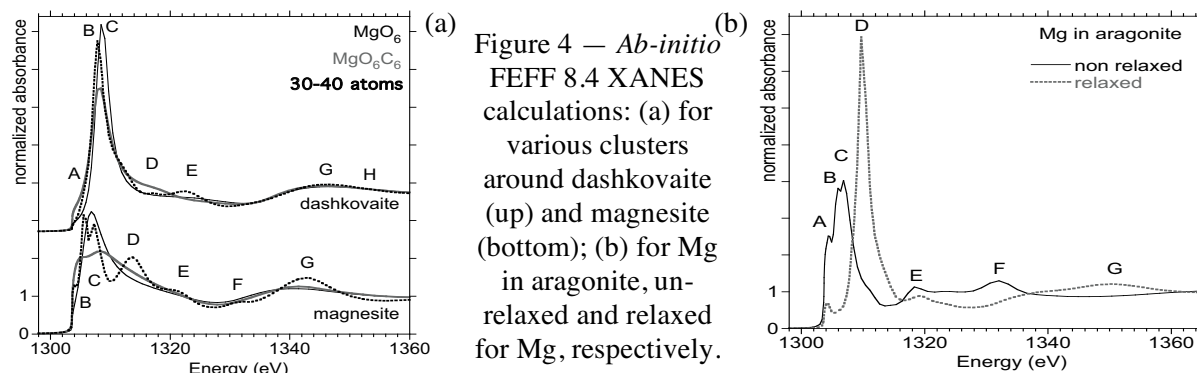 (a)
B
C
MgO6
MgO6C6
30-40 atoms
normalized absorbance
A
D
E
G
H
dashkovaite
D
C
B
E
F
G
magnesite
1
0
1300
1320
1340
1360
Energy (eV)
Figure 4 — Ab-initio
FEFF 8.4 XANES
calculations: (a) for
various clusters
around dashkovaite
(up) and magnesite
(bottom); (b) for Mg
in aragonite, un-
relaxed and relaxed
for Mg, respectively.
(b)
D
Mg in aragonite
non relaxed
relaxed
normalized absorbance
C
B
A
E
F
G
1
0
1300
1320
1340
1360
Energy (eV)